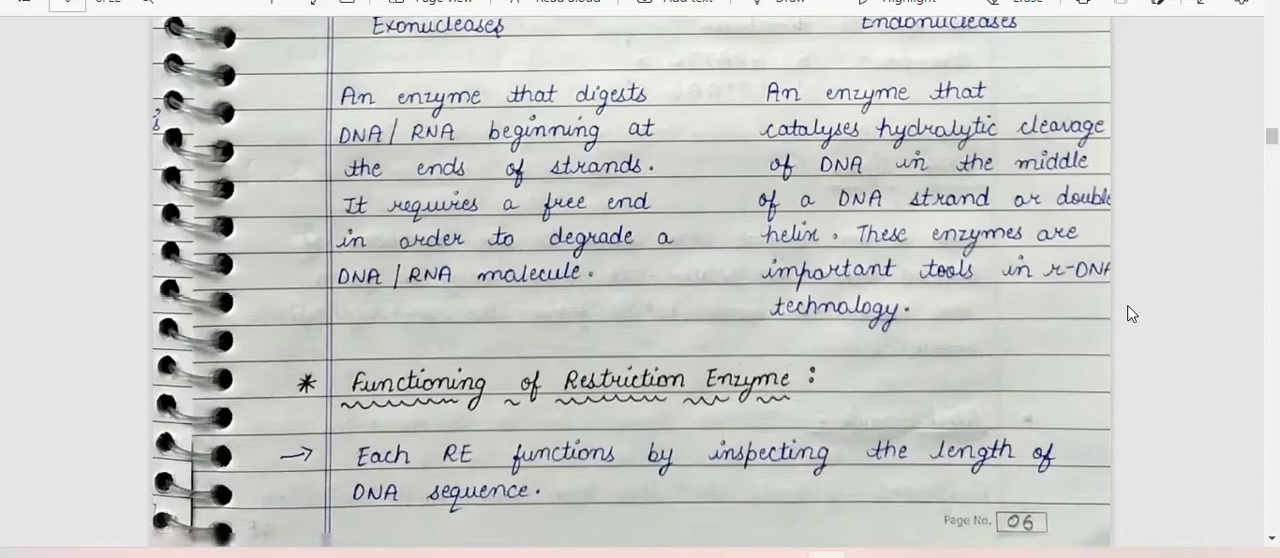 Exonucleases Endonucleases
An enzyme that digests
DNA / RNA beginning at
the ends of strands.
It requires a free end
in order to degrade a
DNA / RNA molecule.
An enzyme that
catalyses hydralytic cleavage
of DNA in the middle
of a DNA strand or double
helix. These enzymes are
important tools in r-DNA
technology.
* Functioning of Restriction Enzyme :
→ Each RE functions by inspecting the length of
DNA sequence.
Page No. 06